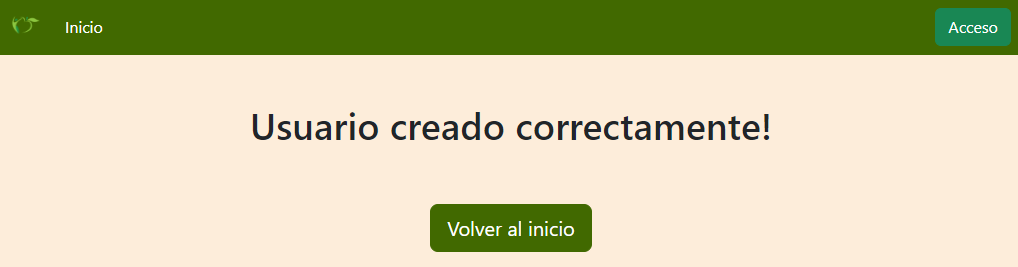 Inicio
Acceso
Usuario creado correctamente!
Volver al inicio